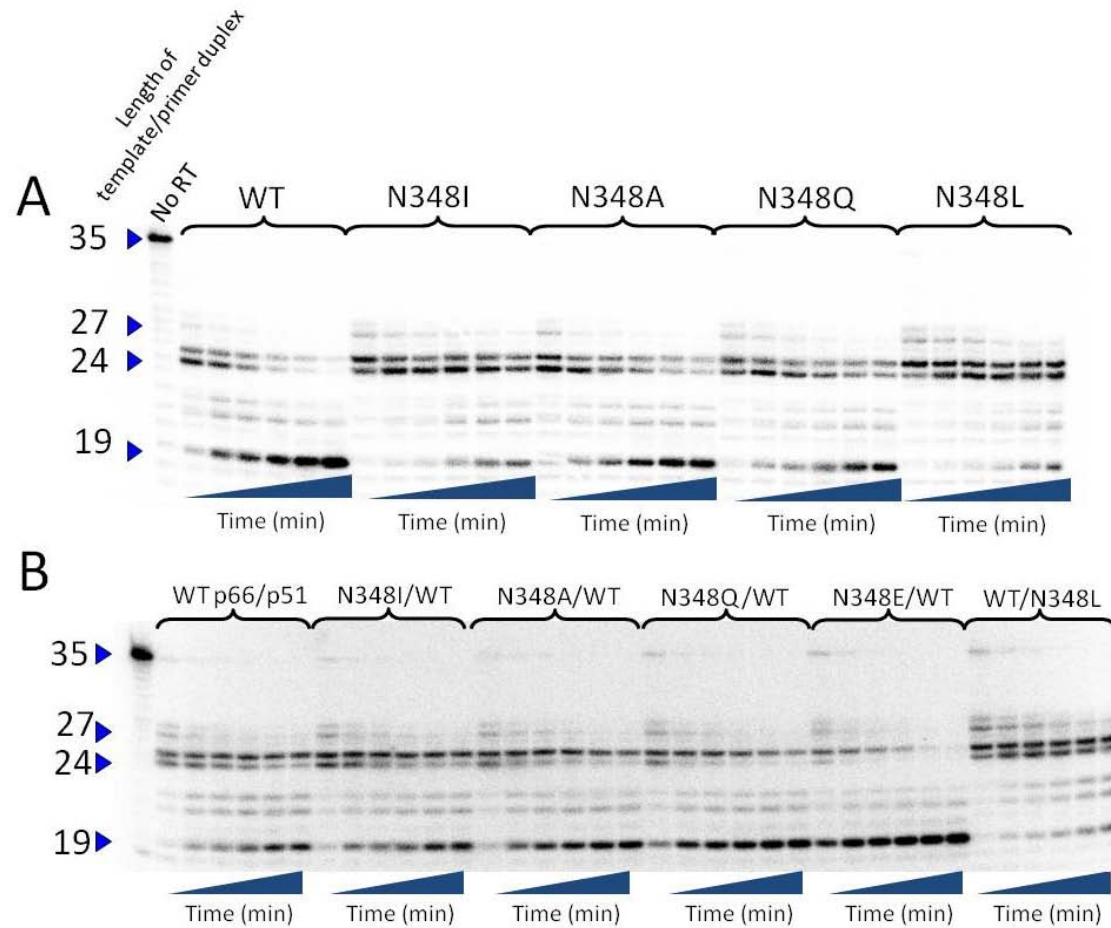 Length of
template/primer duplex
No RT
A
WT
N348I
N348A
N348Q
N348L
35
27
24
19
Time (min)
Time (min)
Time (min)
Time (min)
Time (min)
B
WT p66/p51
N348I/WT
N348A/WT
N348Q/WT
N348E/WT
WT/N348L
35
27
24
19
Time (min)
Time (min)
Time (min)
Time (min)
Time (min)
Time (min)